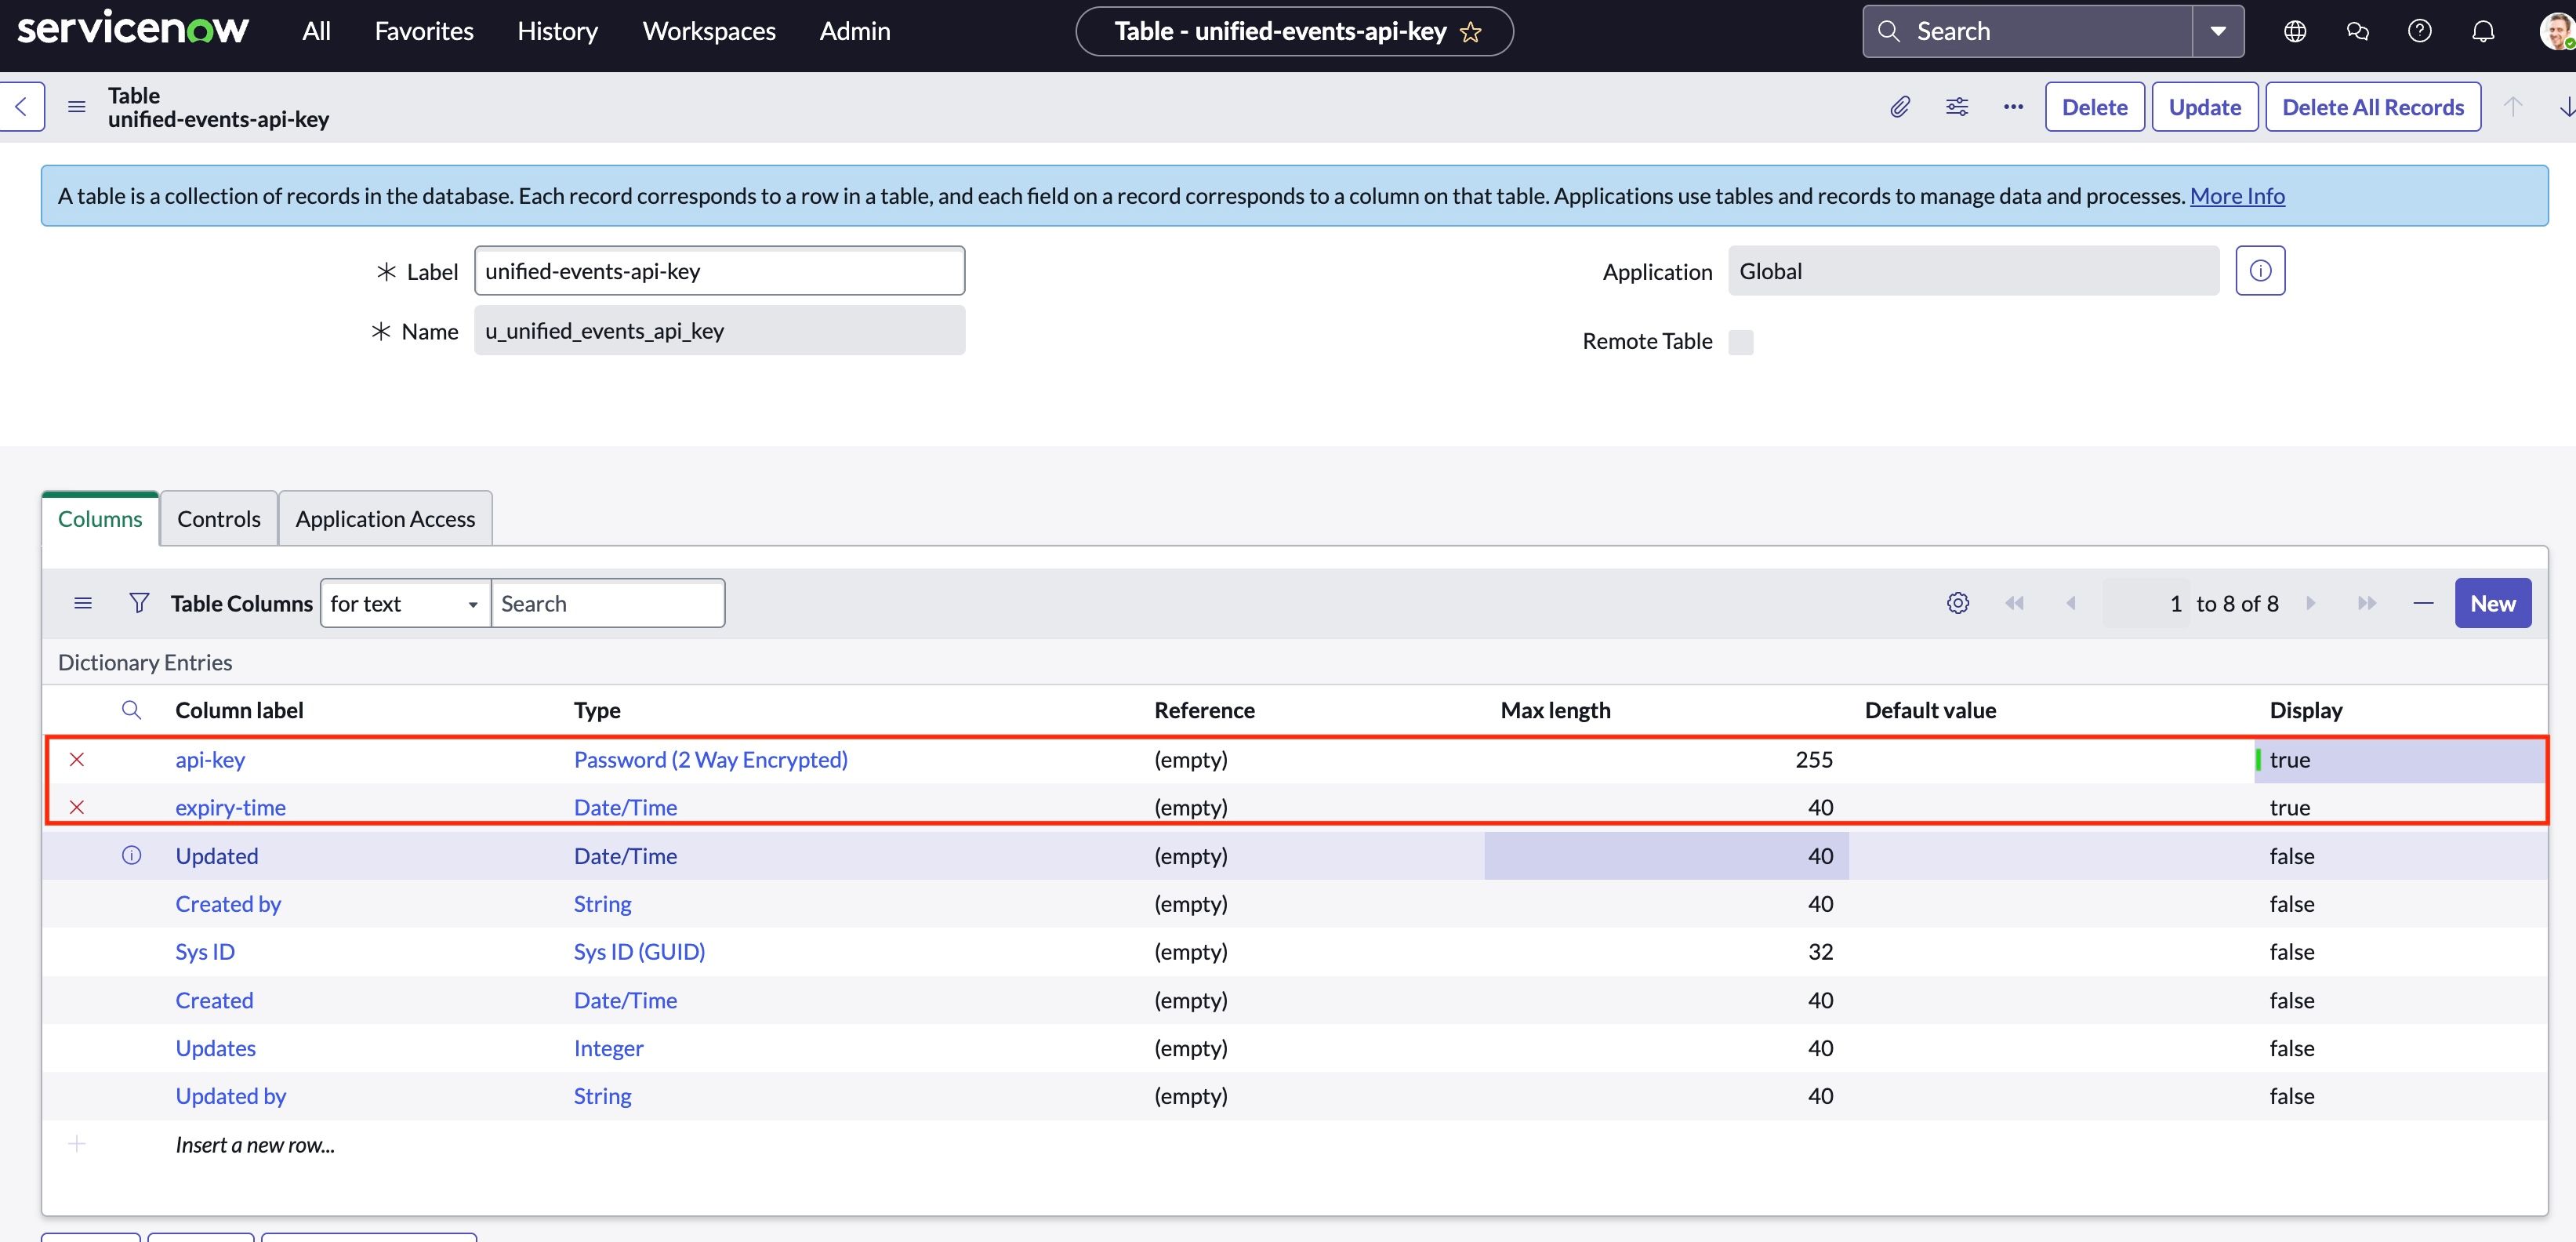 servicenow All Favorites History Workspaces Admin Table - unified-events-api-key Search
Table
unified-events-api-key
Delete Update Delete All Records
A table is a collection of records in the database. Each record corresponds to a row in a table, and each field on a record corresponds to a column on that table. Applications use tables and records to manage data and processes. More Info
Label unified-events-api-key Application Global
Name u_unified_events_api_key
Remote Table
Columns Controls Application Access
Table Columns for text Search 1 to 8 of 8 New
Dictionary Entries
Column label Type Reference Max length Default value Display
api-key Password (2 Way Encrypted) (empty) 255 true
expiry-time Date/Time (empty) 40 true
Updated Date/Time (empty) 40 false
Created by String (empty) 40 false
Sys ID Sys ID (GUID) (empty) 32 false
Created Date/Time (empty) 40 false
Updates Integer (empty) 40 false
Updated by String (empty) 40 false
Insert a new row...